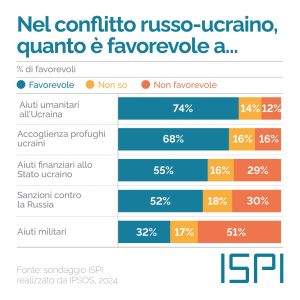 Nel conflitto russo-ucraino,
quanto è favorevole a...
% di favorevoli
Favorevole Non so Non favorevole
Aiuti umanitari
all'Ucraina
74% 14% 12%
Accoglienza profughi
ucraini
68% 16% 16%
Aiuti finanziari allo
Stato ucraino
55% 16% 29%
Sanzioni contro
la Russia
52% 18% 30%
Aiuti militari
32% 17% 51%
Fonte: sondaggio ISPI
realizzato da IPSOS, 2024
ISPI